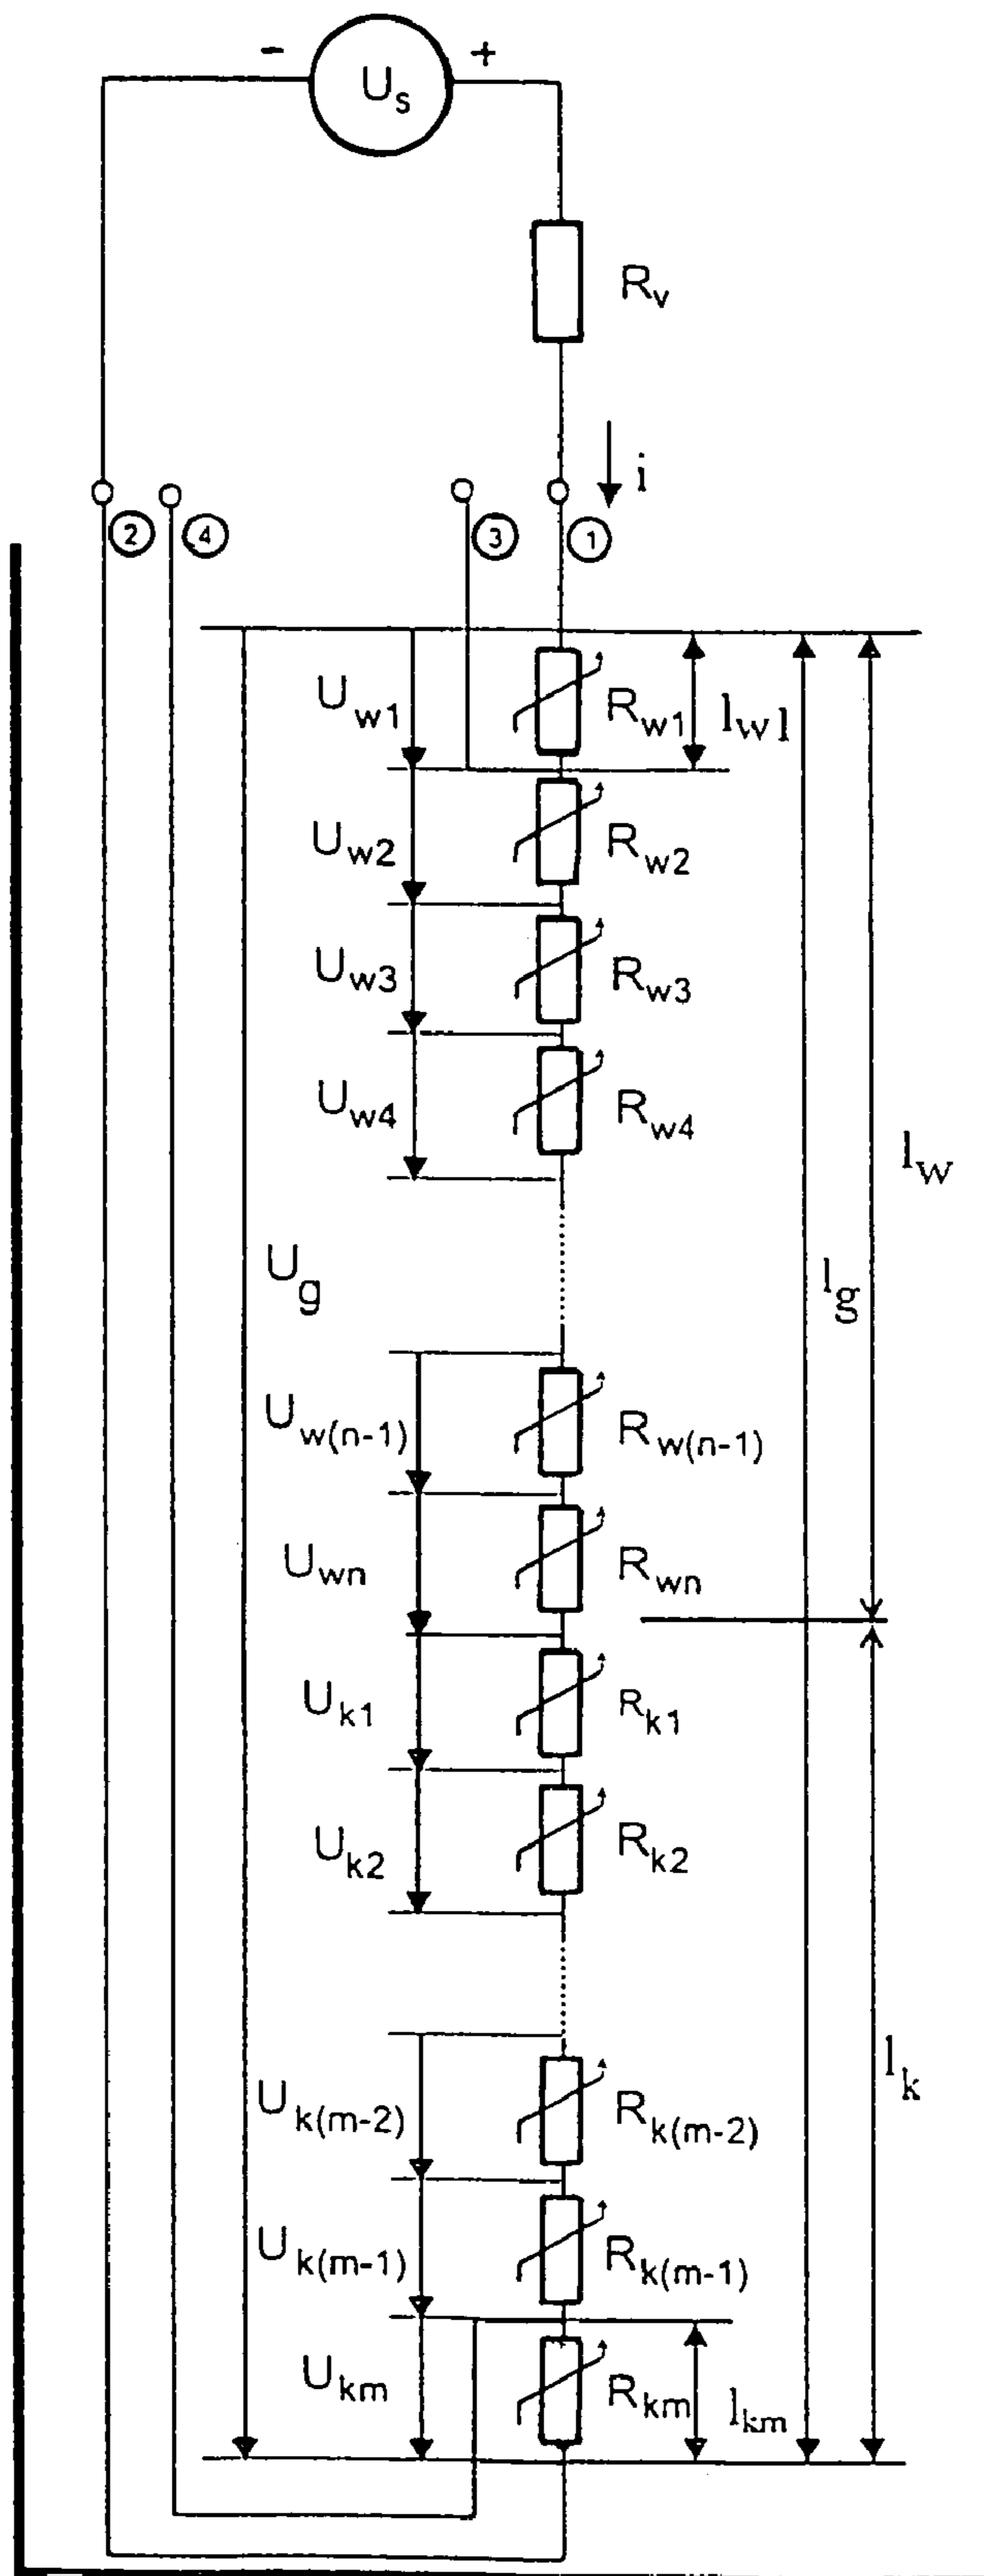 - U_s +
R_v
i
2 4 3 1
U_w1 R_w1 l_w1
U_w2 R_w2
U_w3 R_w3
U_w4 R_w4
l_w
U_g l_g
U_w(n-1) R_w(n-1)
U_wn R_wn
U_k1 R_k1
U_k2 R_k2
l_k
U_k(m-2) R_k(m-2)
U_k(m-1) R_k(m-1)
U_km R_km l_km